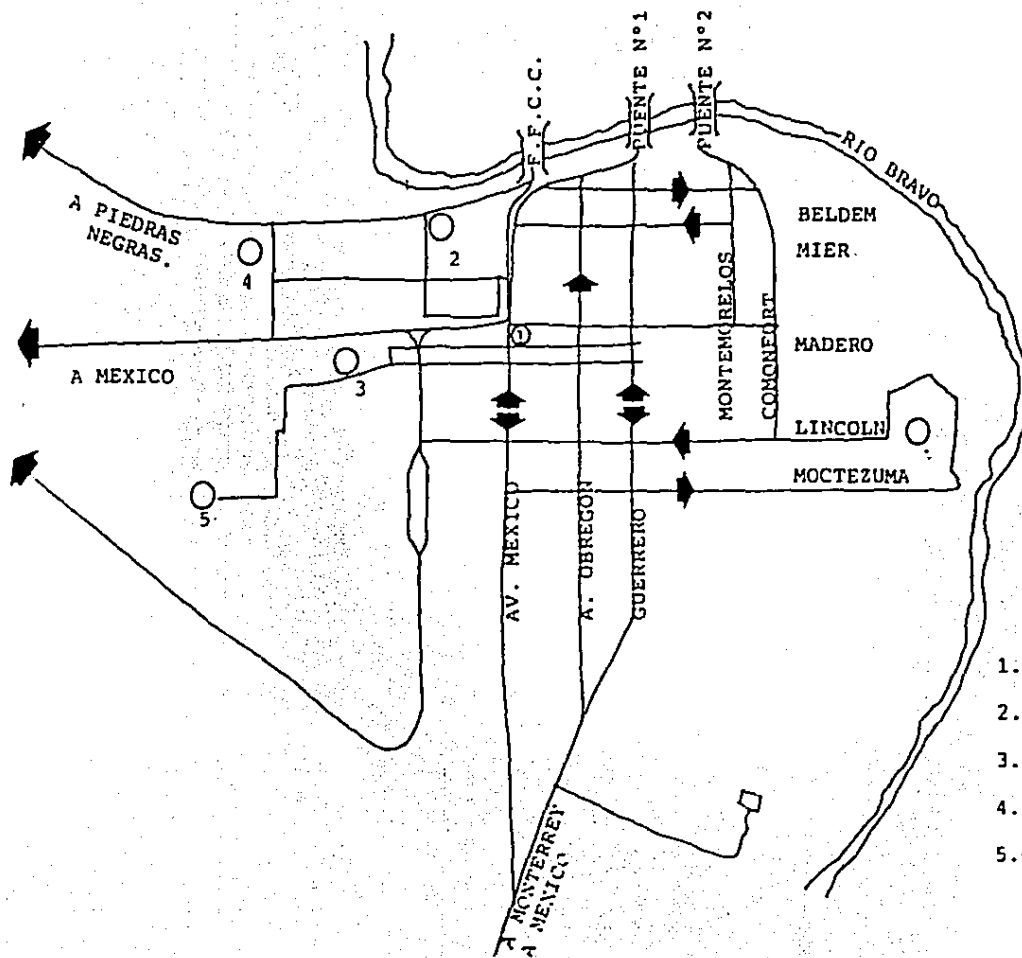 F.F.C.C.
PUENTE N°1
PUENTE N°2
RIO BRAVO
A PIEDRAS
NEGRAS.
4
2
BELDEM
MIER
MONTEMORELOS
COMONFORT
1
MADERO
A MEXICO
3
LINCOLN
MOCTEZUMA
5
AV. MEXICO
A. OBREGON
GUERRERO
A MONTERREY
A MEXICO
1.
2.
3.
4.
5.